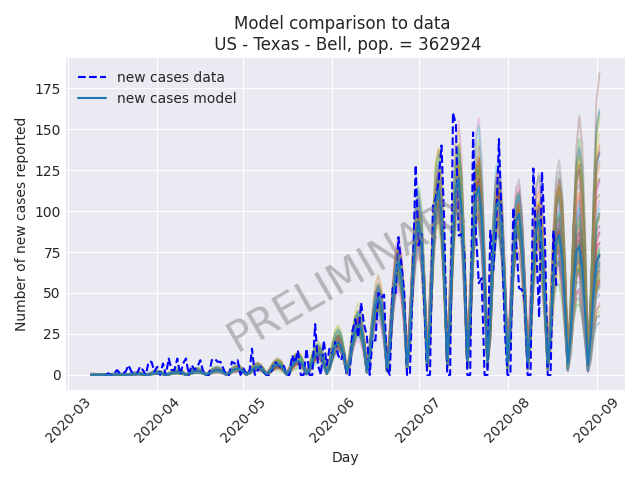 Model comparison to data
US - Texas - Bell, pop. = 362924
new cases data
new cases model
Number of new cases reported
175
150
125
100
75
50
25
0
PRELIMINARY
2020-03
2020-04
2020-05
2020-06
2020-07
2020-08
2020-09
Day